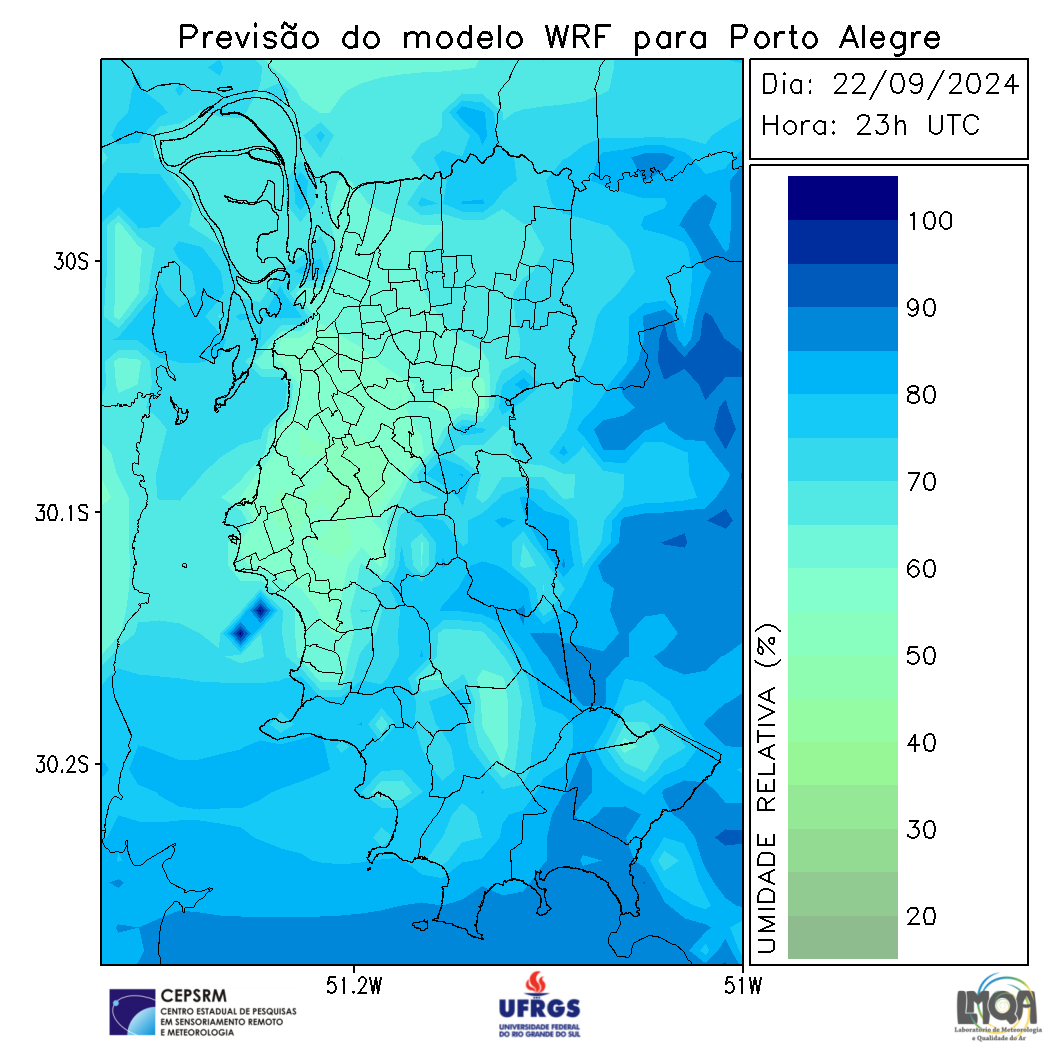 Previsão do modelo WRF para Porto Alegre
Dia: 22/09/2024
Hora: 23h UTC
30S
30.1S
30.2S
51.2W
51W
100
90
80
70
60
50
40
30
20
UMIDADE RELATIVA (%)
CEPSRM
CENTRO ESTADUAL DE PESQUISAS
EM SENSORIAMENTO REMOTO
E METEOROLOGIA
UFRGS
UNIVERSIDADE FEDERAL
DO RIO GRANDE DO SUL
LMQA
Laboratório de Meteorologia
e Qualidade do Ar